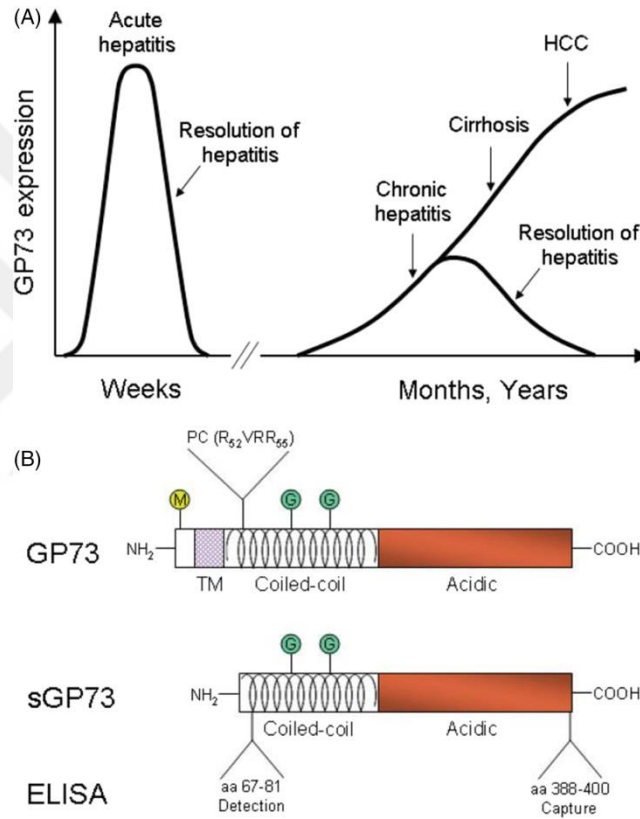 (A)
Acute
hepatitis
HCC
Resolution of
hepatitis
Cirrhosis
Chronic
hepatitis
Resolution of
hepatitis
GP73 expression
Weeks
Months, Years
(B)
PC (R52VRR55)
M
G
G
GP73
NH2
COOH
TM
Coiled-coil
Acidic
G
G
sGP73
NH2
COOH
Coiled-coil
Acidic
ELISA
aa 67-81
Detection
aa 388-400
Capture